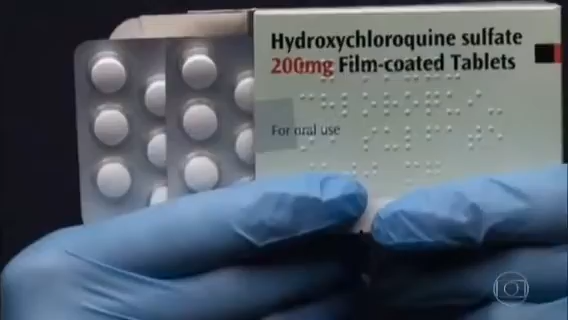 Hydroxychloroquine sulfate
200mg Film-coated Tablets
For oral use